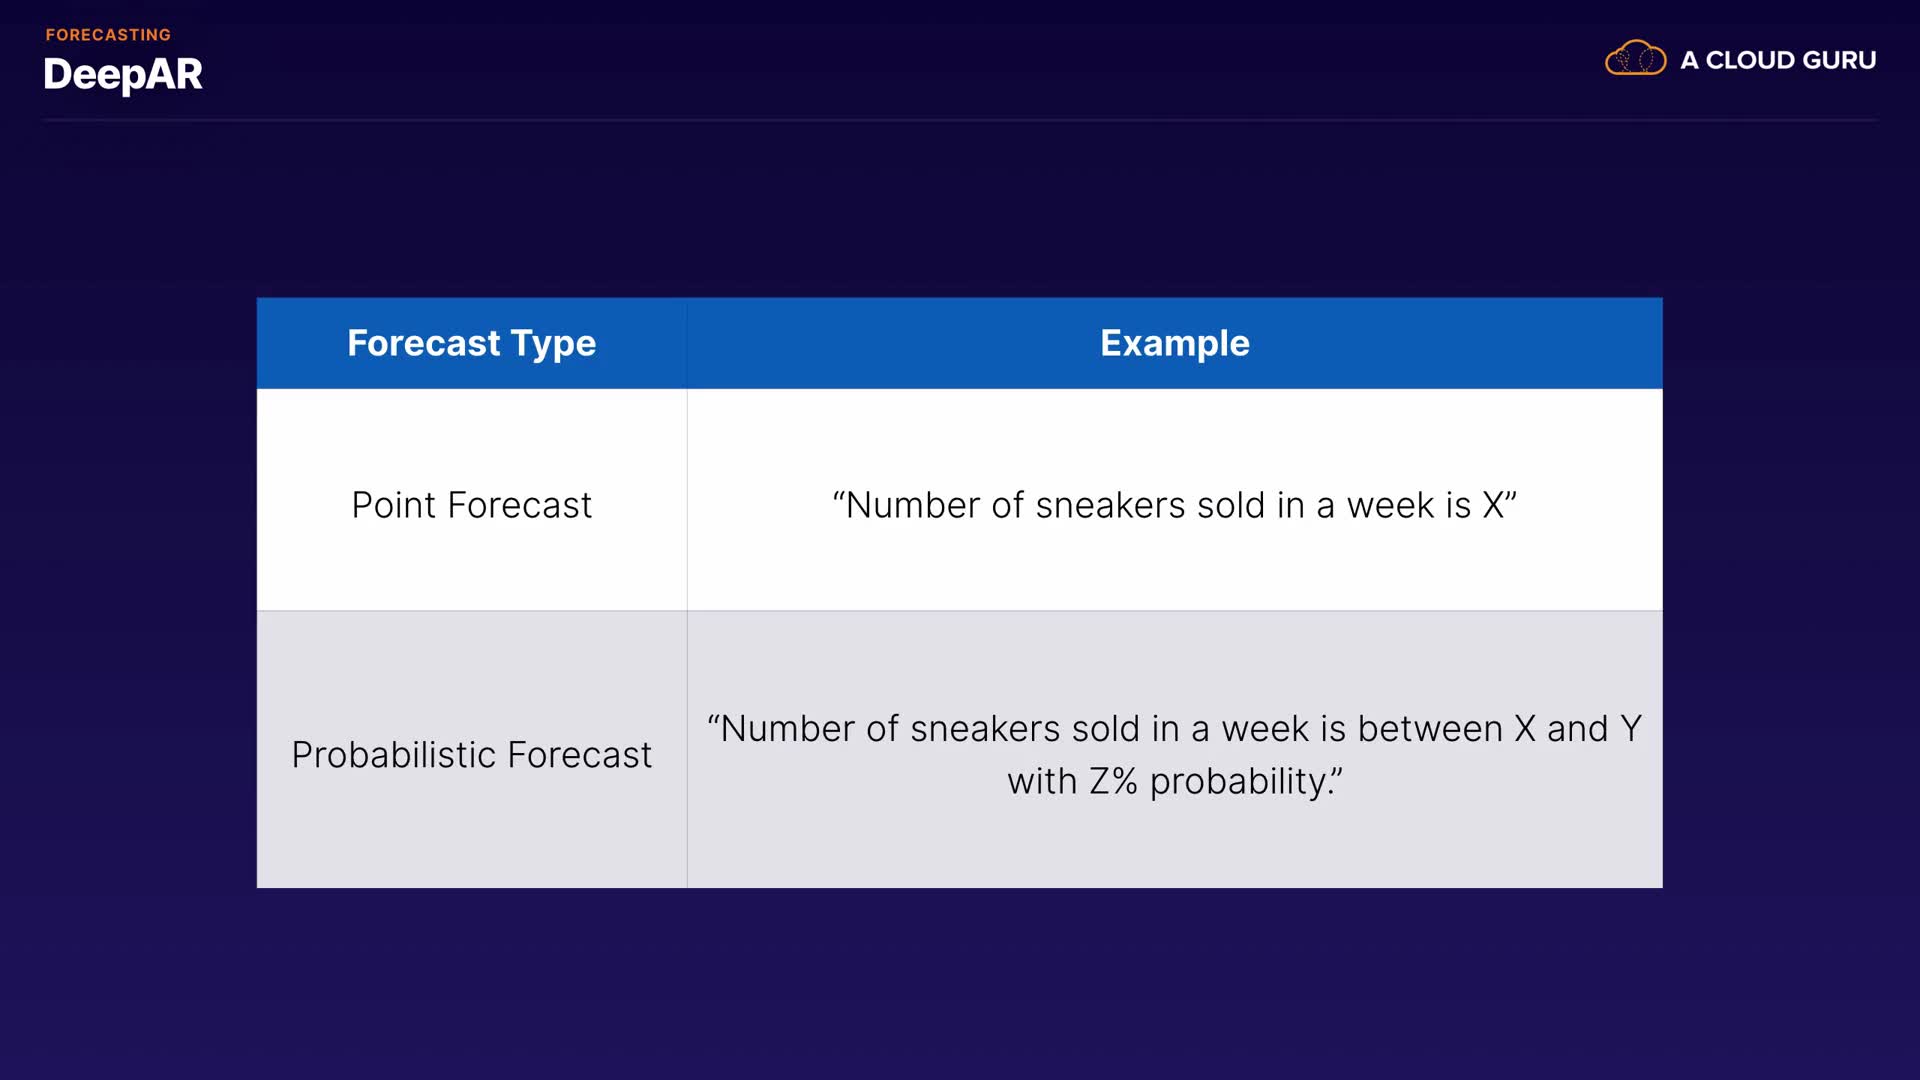 FORECASTING
DeepAR
A CLOUD GURU
Forecast Type
Example
Point Forecast
“Number of sneakers sold in a week is X”
Probabilistic Forecast
“Number of sneakers sold in a week is between X and Y
with Z% probability.”